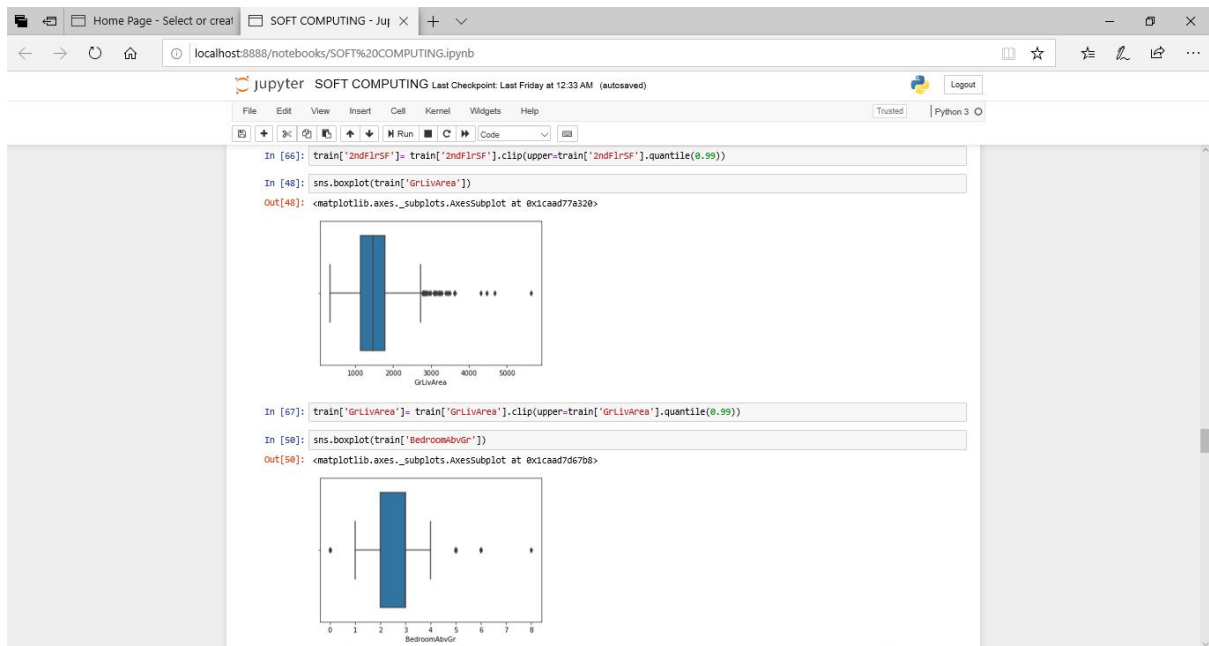 Home Page - Select or creat
SOFT COMPUTING - Jup
localhost:8888/notebooks/SOFT%20COMPUTING.ipynb
jupyter SOFT COMPUTING Last Checkpoint: Last Friday at 12:33 AM (autosaved)
Logout
File Edit View Insert Cell Kernel Widgets Help
Trusted Python 3
Run Code
In [66]: train['2ndFlrSF']= train['2ndFlrSF'].clip(upper=train['2ndFlrSF'].quantile(0.99))
In [48]: sns.boxplot(train['GrLivArea'])
Out[48]: <matplotlib.axes._subplots.AxesSubplot at 0x1caad77a320>
1000 2000 3000 4000 5000
GrLivArea
In [67]: train['GrLivArea']= train['GrLivArea'].clip(upper=train['GrLivArea'].quantile(0.99))
In [50]: sns.boxplot(train['BedroomAbvGr'])
Out[50]: <matplotlib.axes._subplots.AxesSubplot at 0x1caad7d67b8>
0 1 2 3 4 5 6 7 8
BedroomAbvGr